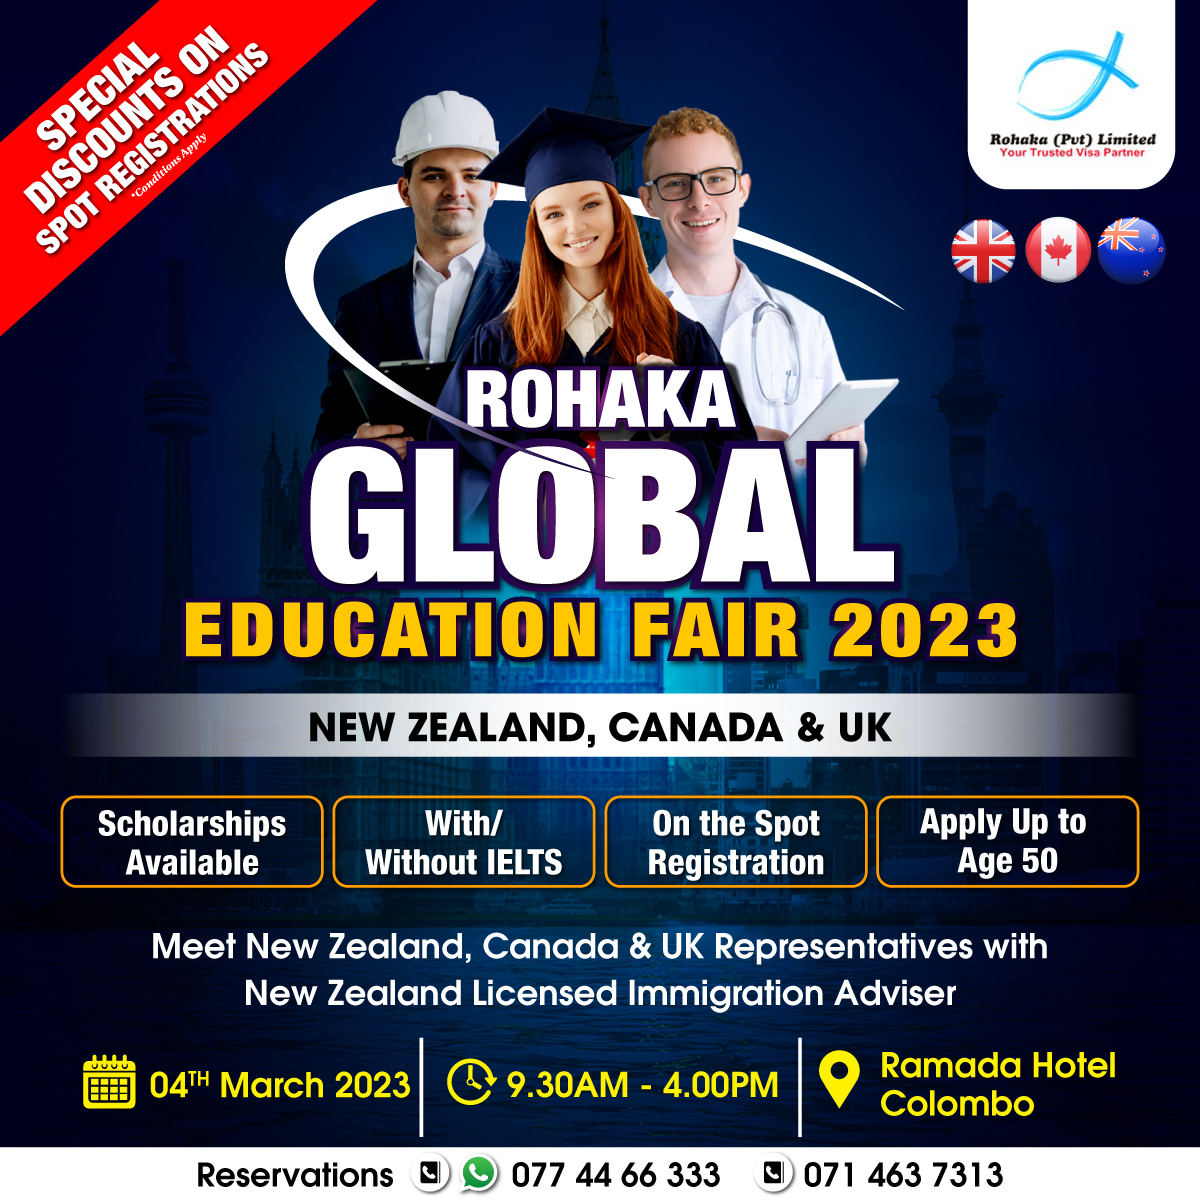 SPECIAL
DISCOUNTS ON
SPOT REGISTRATIONS
*Conditions Apply
Rohaka (Pvt) Limited
Your Trusted Visa Partner
ROHAKA
GLOBAL
EDUCATION FAIR 2023
NEW ZEALAND, CANADA & UK
Scholarships
Available
With/
Without IELTS
On the Spot
Registration
Apply Up to
Age 50
Meet New Zealand, Canada & UK Representatives with
New Zealand Licensed Immigration Adviser
04TH March 2023
9.30AM - 4.00PM
Ramada Hotel
Colombo
Reservations 077 44 66 333 071 463 7313